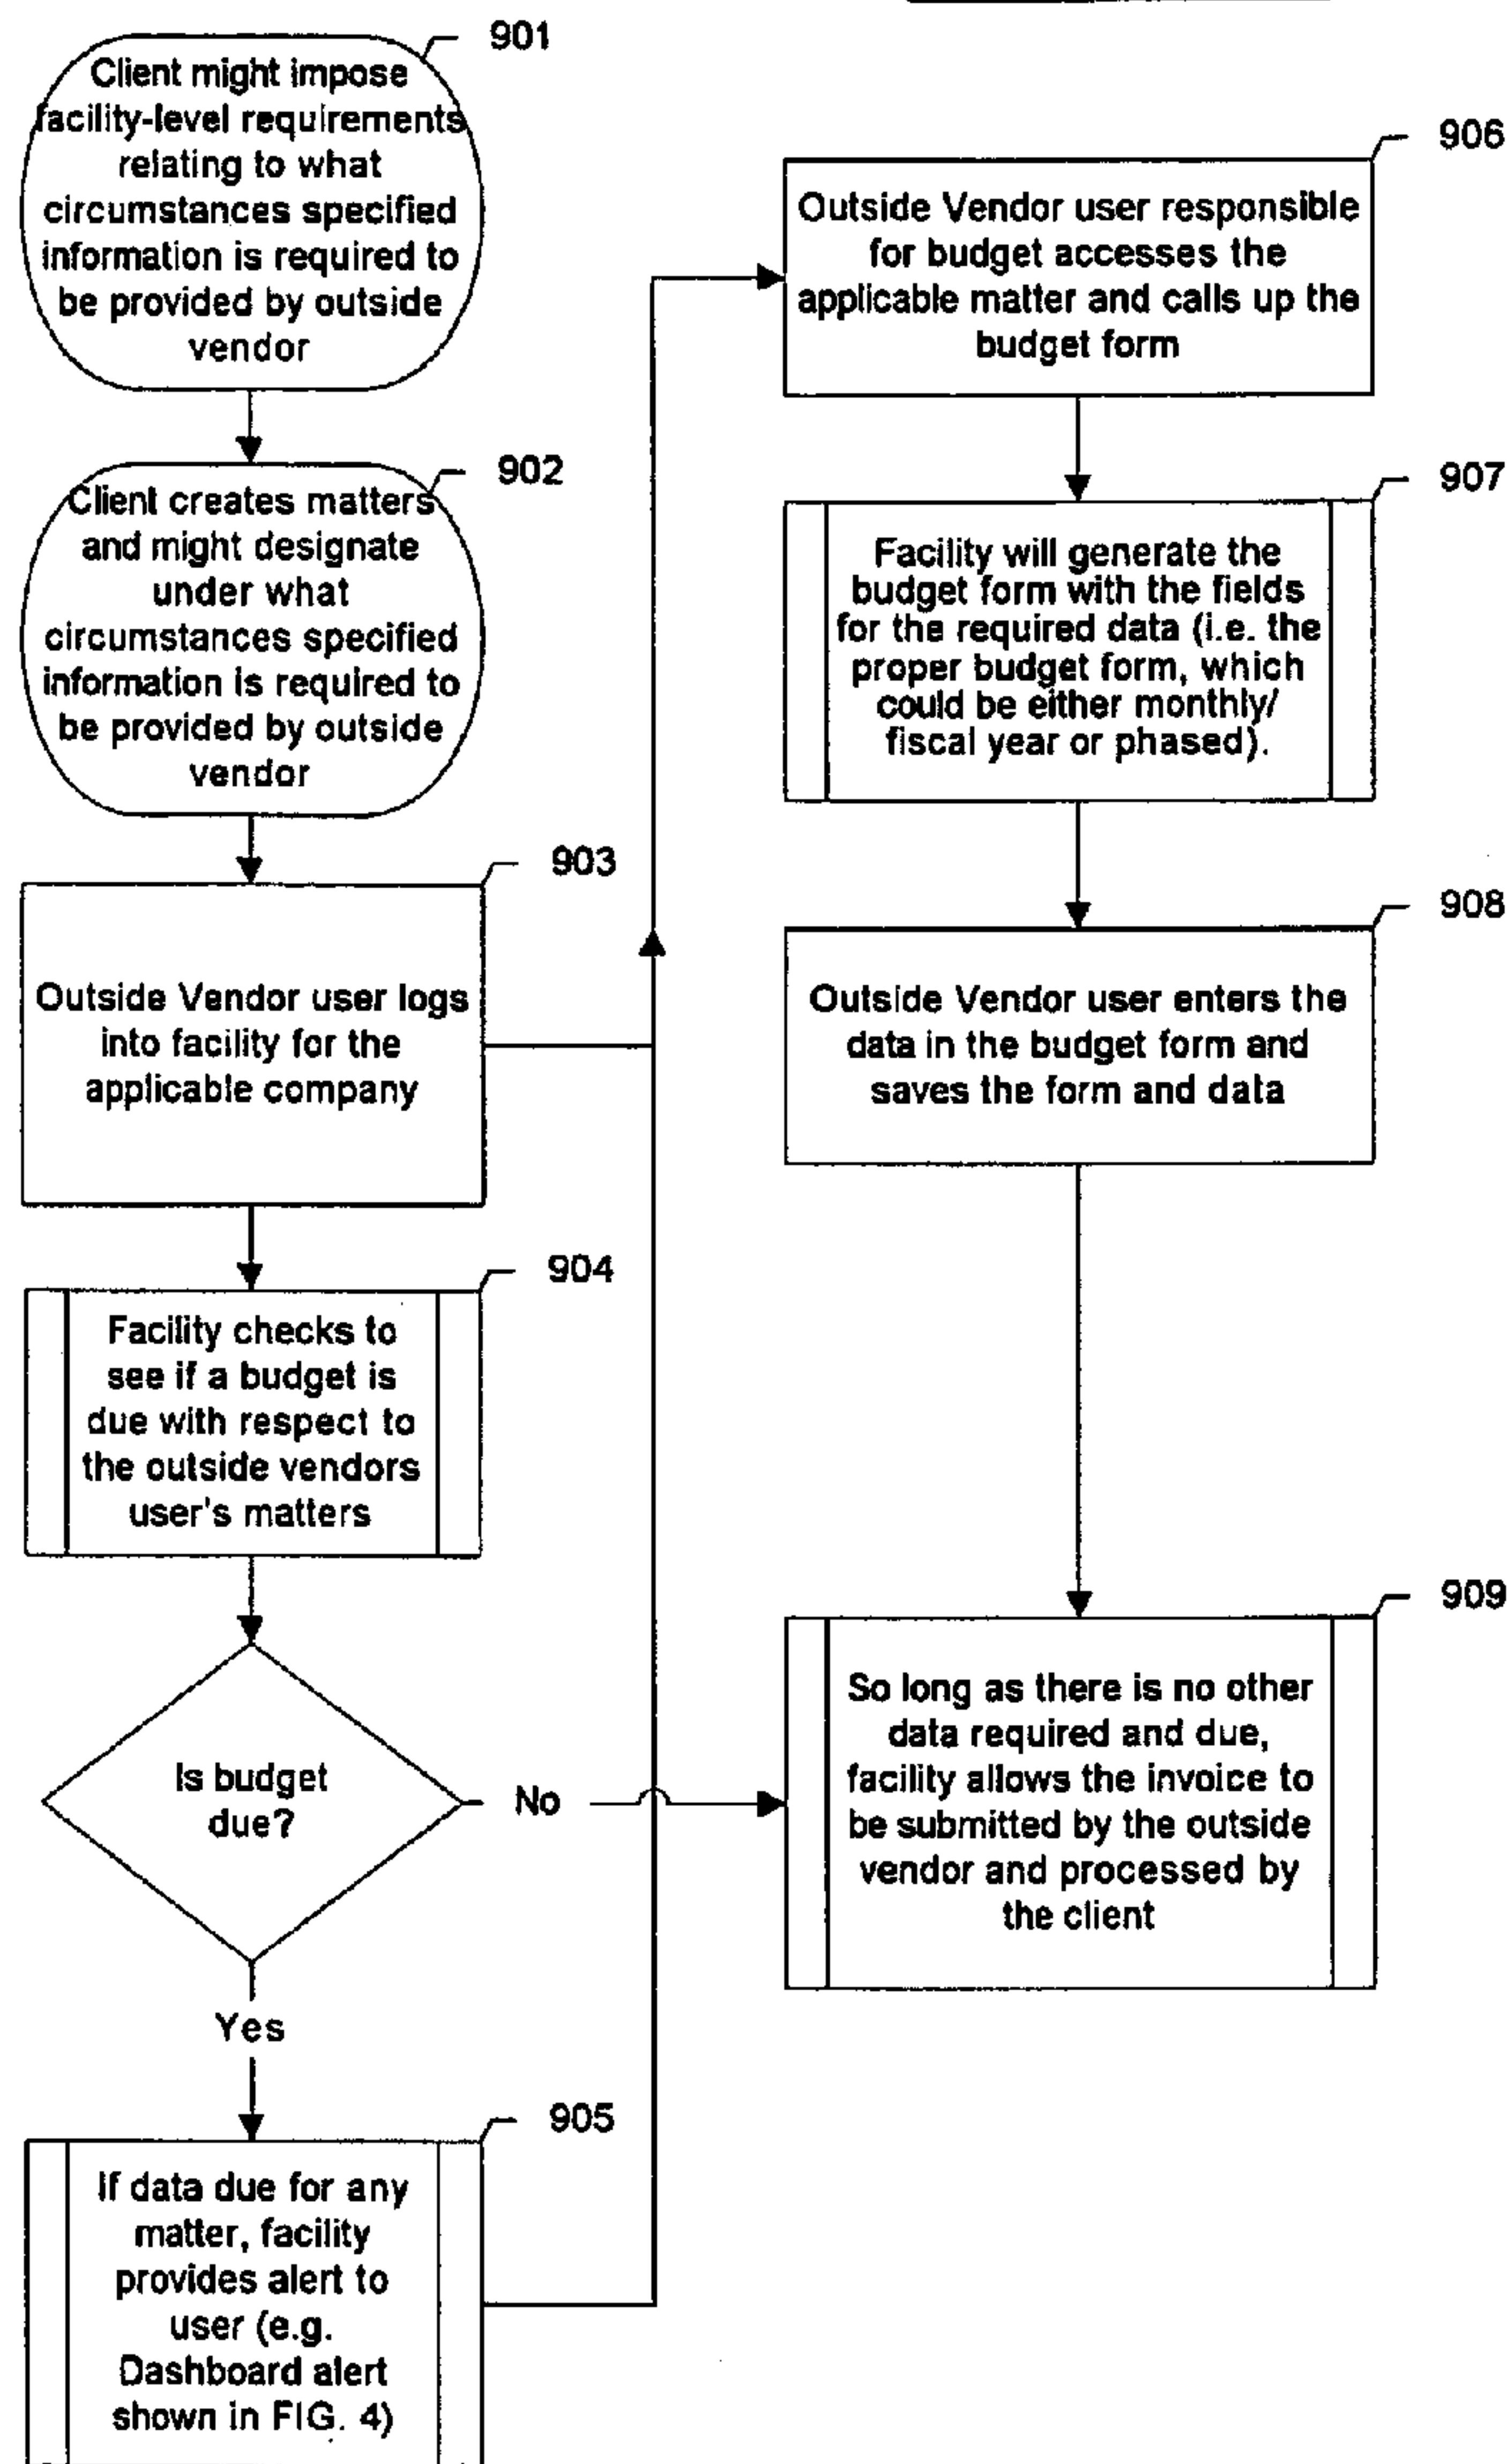 901
Client might impose
facility-level requirements
relating to what
circumstances specified
information is required to
be provided by outside
vendor
902
Client creates matters
and might designate
under what
circumstances specified
information is required to
be provided by outside
vendor
903
Outside Vendor user logs
into facility for the
applicable company
904
Facility checks to
see if a budget is
due with respect to
the outside vendors
user's matters
Is budget
due?
No
Yes
905
If data due for any
matter, facility
provides alert to
user (e.g.
Dashboard alert
shown in FIG. 4)
906
Outside Vendor user responsible
for budget accesses the
applicable matter and calls up the
budget form
907
Facility will generate the
budget form with the fields
for the required data (i.e. the
proper budget form, which
could be either monthly/
fiscal year or phased).
908
Outside Vendor user enters the
data in the budget form and
saves the form and data
909
So long as there is no other
data required and due,
facility allows the invoice to
be submitted by the outside
vendor and processed by
the client